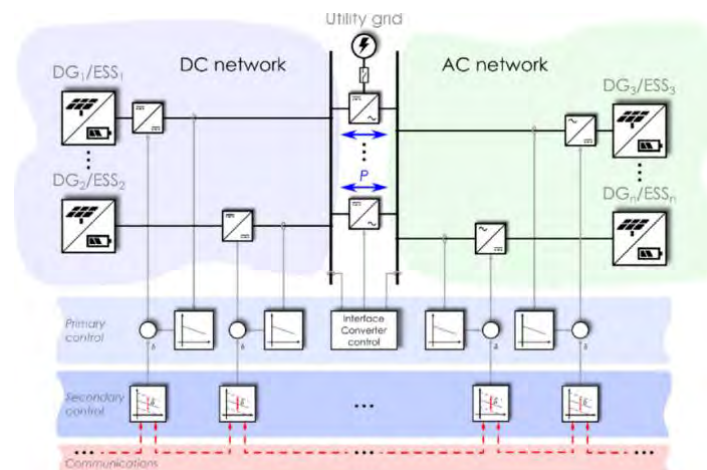 Utility grid
DC network
AC network
DG1/ESS1
DG3/ESS3
DG2/ESS2
DGn/ESSn
P
Primary
control
Interface
Converter
control
Secondary
control
Communications